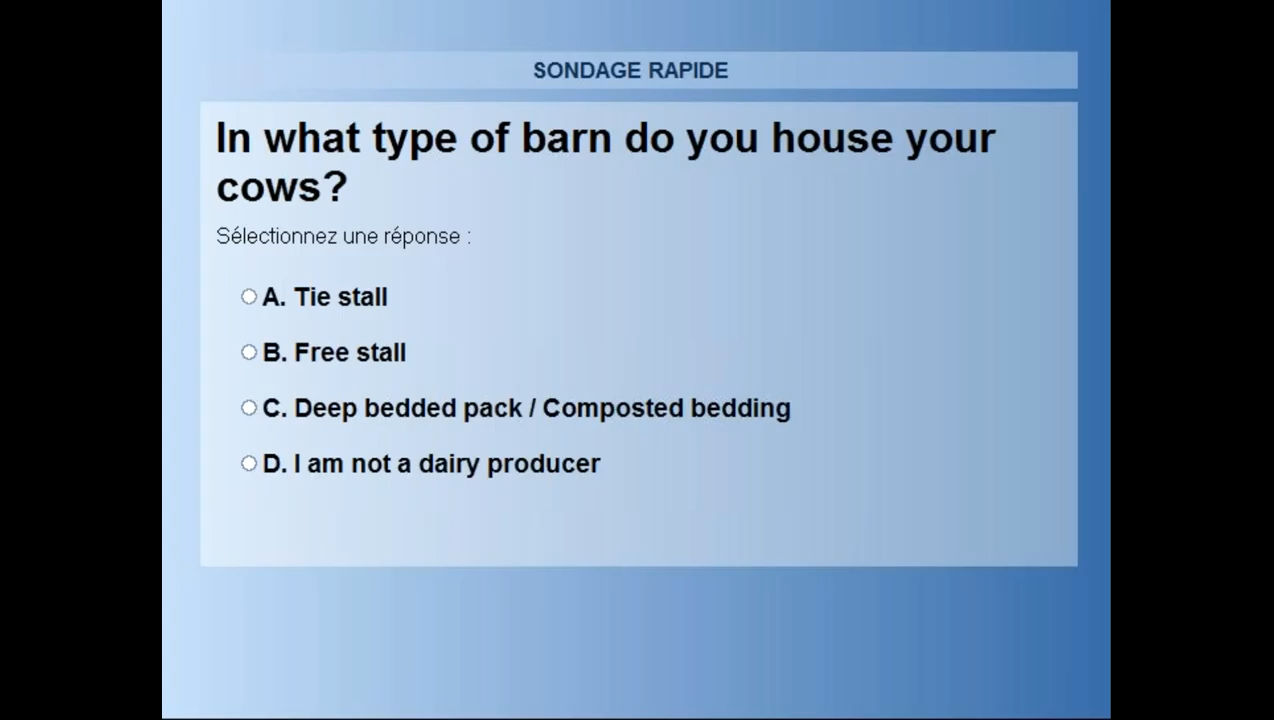 SONDAGE RAPIDE
In what type of barn do you house your
cows?
Sélectionnez une réponse :
A. Tie stall
B. Free stall
C. Deep bedded pack / Composted bedding
D. I am not a dairy producer